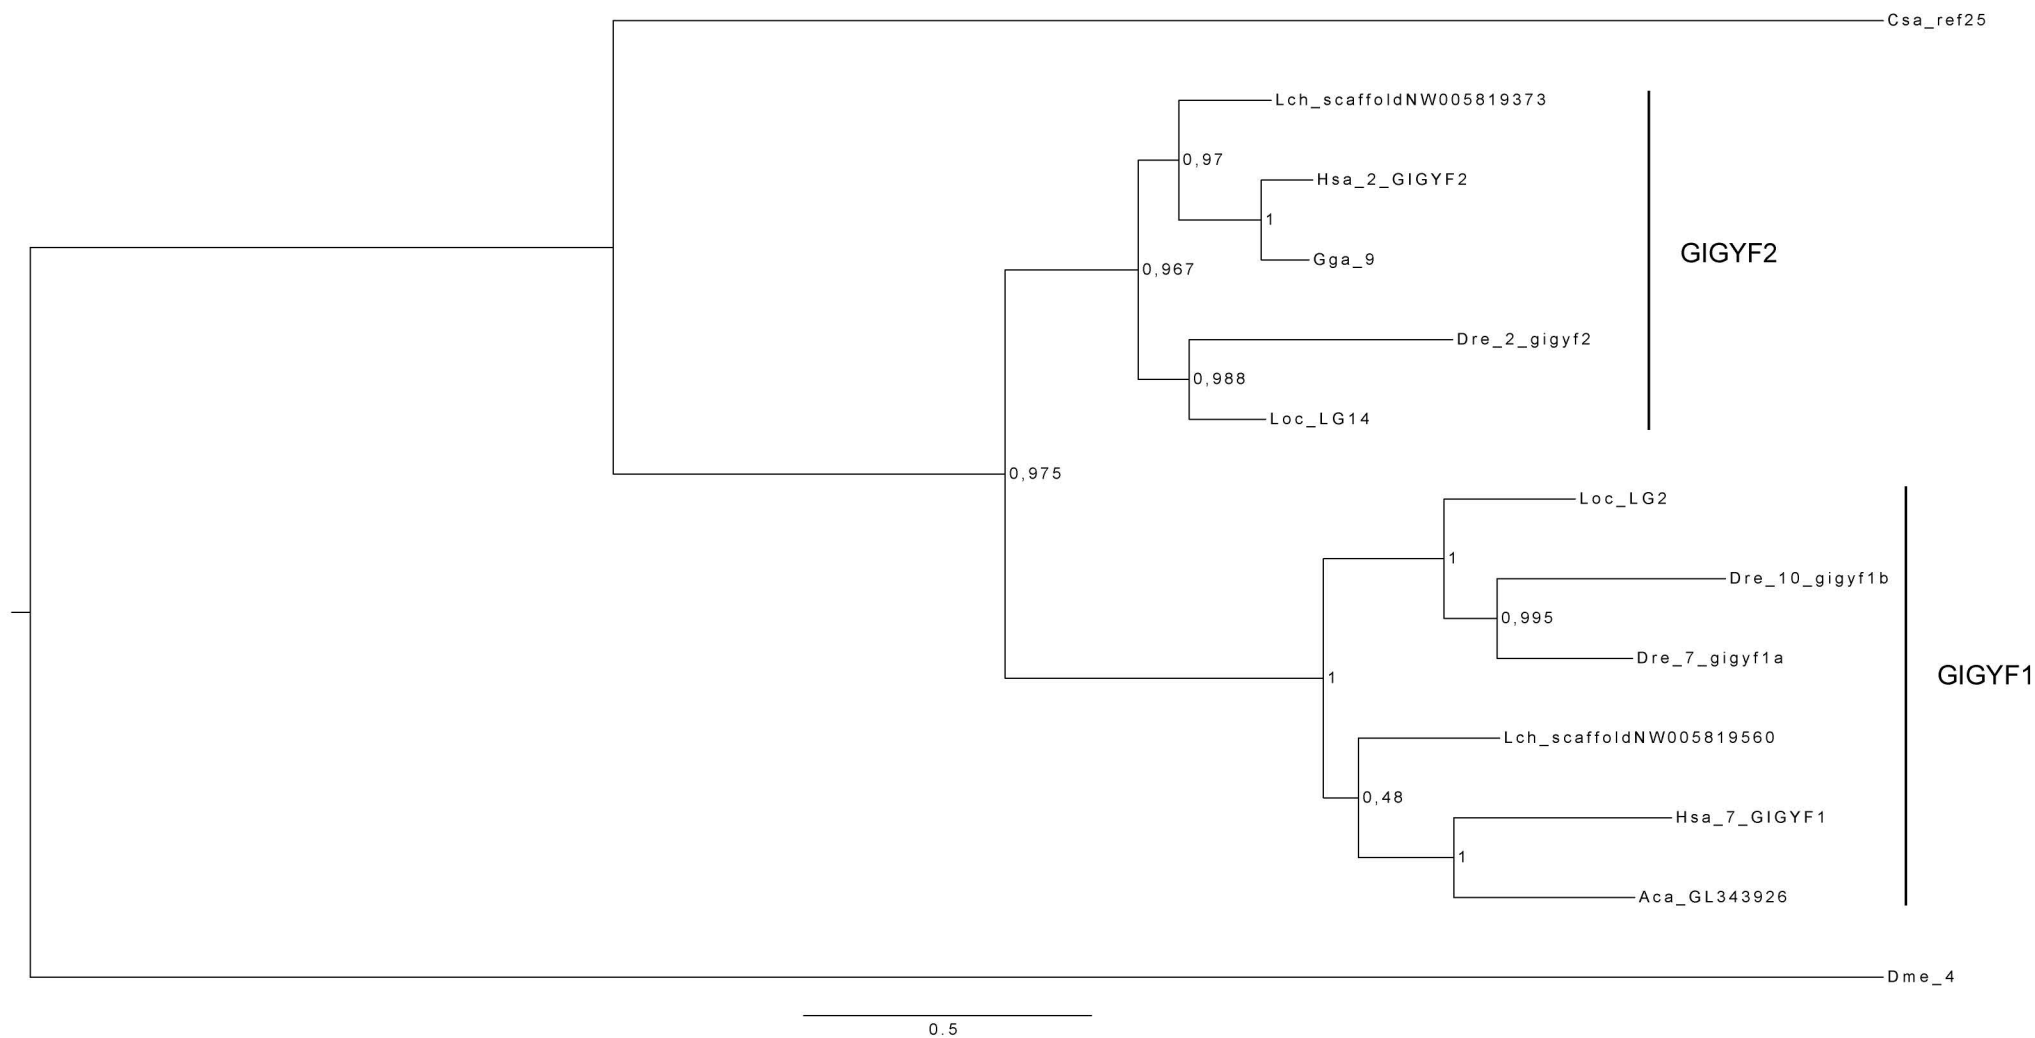 Csa_ref25
Lch_scaffoldNW005819373
0,97
Hsa_2_GIGYF2
1
Gga_9
GIGYF2
0,967
Dre_2_gigyf2
0,988
Loc_LG14
0,975
Loc_LG2
1
Dre_10_gigyf1b
0,995
Dre_7_gigyf1a
GIGYF1
1
Lch_scaffoldNW005819560
0,48
Hsa_7_GIGYF1
1
Aca_GL343926
Dme_4
0.5